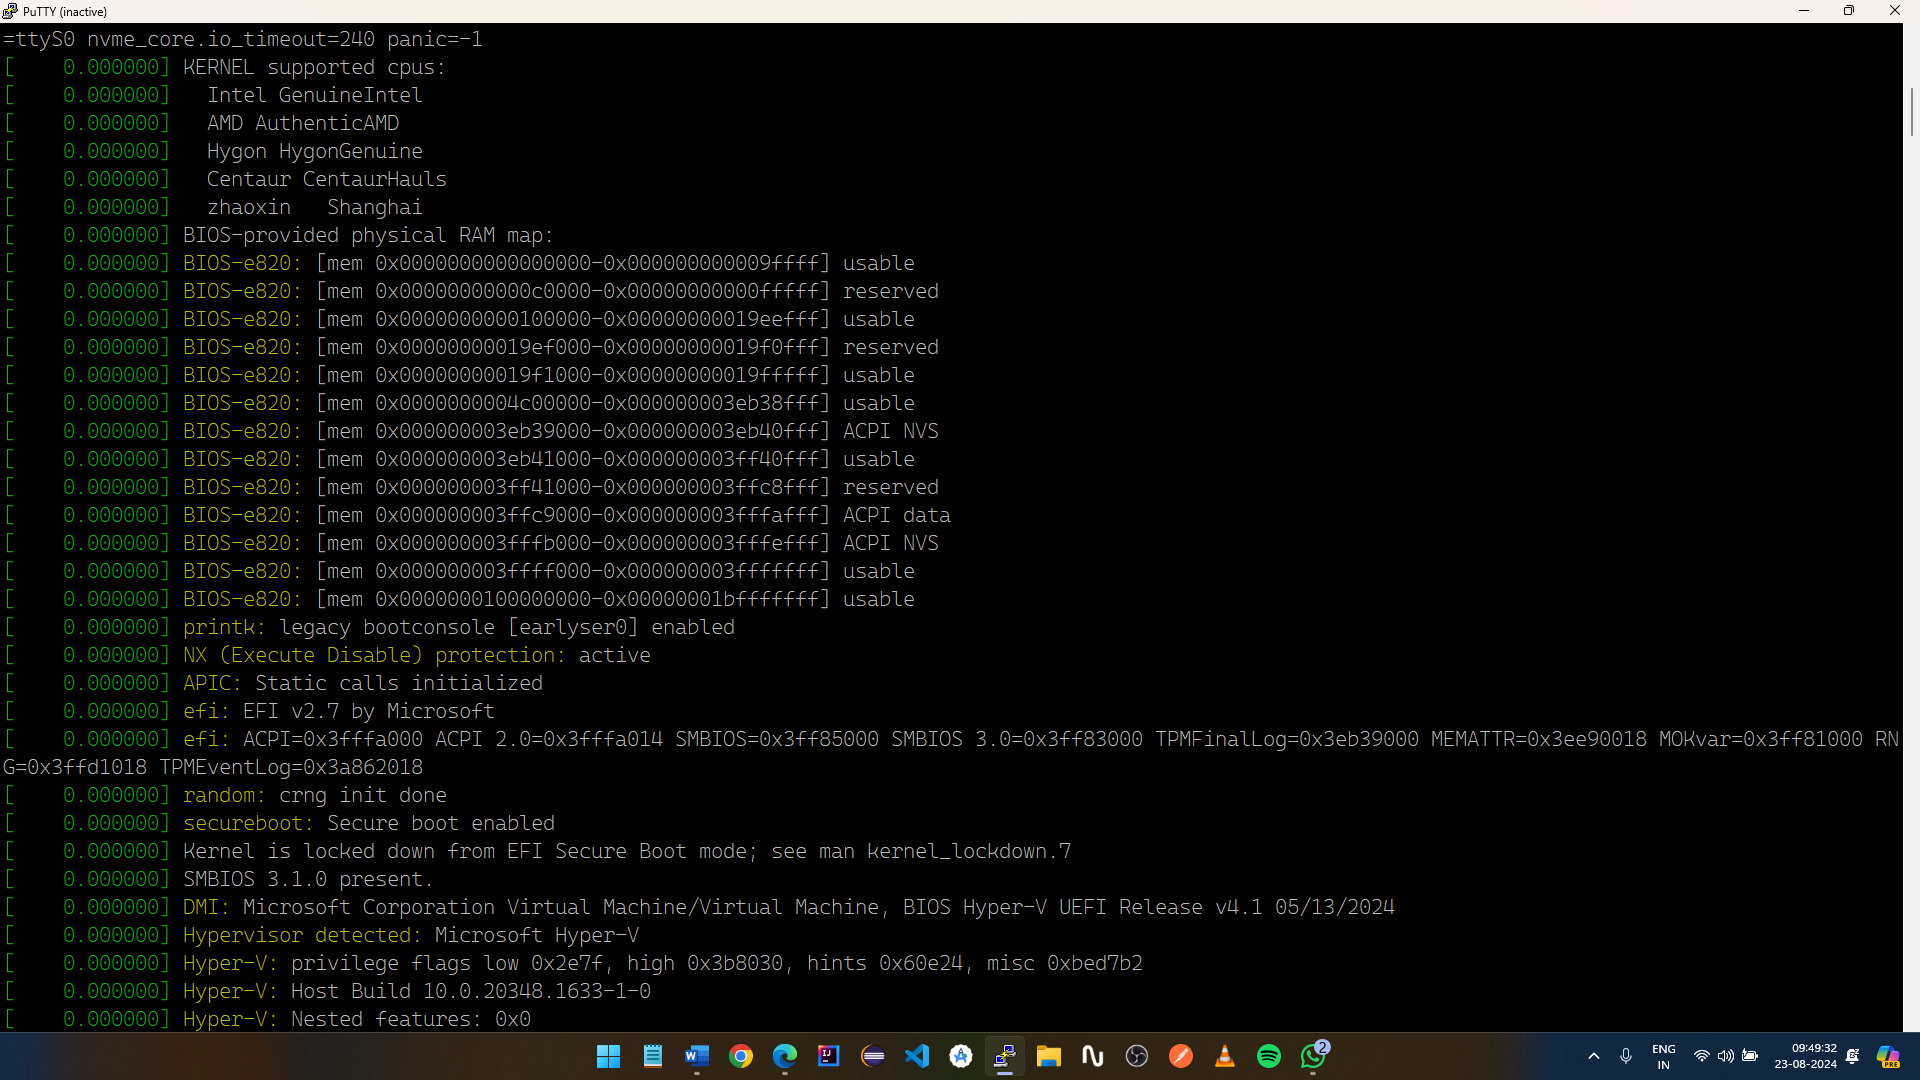 PuTTY (inactive)
=ttyS0 nvme_core.io_timeout=240 panic=-1
[    0.000000] KERNEL supported cpus:
[    0.000000]   Intel GenuineIntel
[    0.000000]   AMD AuthenticAMD
[    0.000000]   Hygon HygonGenuine
[    0.000000]   Centaur CentaurHauls
[    0.000000]   zhaoxin   Shanghai
[    0.000000] BIOS-provided physical RAM map:
[    0.000000] BIOS-e820: [mem 0x0000000000000000-0x000000000009ffff] usable
[    0.000000] BIOS-e820: [mem 0x00000000000c0000-0x00000000000fffff] reserved
[    0.000000] BIOS-e820: [mem 0x0000000000100000-0x00000000019eefff] usable
[    0.000000] BIOS-e820: [mem 0x00000000019ef000-0x00000000019f0fff] reserved
[    0.000000] BIOS-e820: [mem 0x00000000019f1000-0x00000000019fffff] usable
[    0.000000] BIOS-e820: [mem 0x0000000004c00000-0x000000003eb38fff] usable
[    0.000000] BIOS-e820: [mem 0x000000003eb39000-0x000000003eb40fff] ACPI NVS
[    0.000000] BIOS-e820: [mem 0x000000003eb41000-0x000000003ff40fff] usable
[    0.000000] BIOS-e820: [mem 0x000000003ff41000-0x000000003ffc8fff] reserved
[    0.000000] BIOS-e820: [mem 0x000000003ffc9000-0x000000003fffafff] ACPI data
[    0.000000] BIOS-e820: [mem 0x000000003fffb000-0x000000003fffefff] ACPI NVS
[    0.000000] BIOS-e820: [mem 0x000000003ffff000-0x000000003fffffff] usable
[    0.000000] BIOS-e820: [mem 0x0000000100000000-0x00000001bfffffff] usable
[    0.000000] printk: legacy bootconsole [earlyser0] enabled
[    0.000000] NX (Execute Disable) protection: active
[    0.000000] APIC: Static calls initialized
[    0.000000] efi: EFI v2.7 by Microsoft
[    0.000000] efi: ACPI=0x3fffa000 ACPI 2.0=0x3fffa014 SMBIOS=0x3ff85000 SMBIOS 3.0=0x3ff83000 TPMFinalLog=0x3eb39000 MEMATTR=0x3ee90018 MOKvar=0x3ff81000 RN
G=0x3ffd1018 TPMEventLog=0x3a862018
[    0.000000] random: crng init done
[    0.000000] secureboot: Secure boot enabled
[    0.000000] Kernel is locked down from EFI Secure Boot mode; see man kernel_lockdown.7
[    0.000000] SMBIOS 3.1.0 present.
[    0.000000] DMI: Microsoft Corporation Virtual Machine/Virtual Machine, BIOS Hyper-V UEFI Release v4.1 05/13/2024
[    0.000000] Hypervisor detected: Microsoft Hyper-V
[    0.000000] Hyper-V: privilege flags low 0x2e7f, high 0x3b8030, hints 0x60e24, misc 0xbed7b2
[    0.000000] Hyper-V: Host Build 10.0.20348.1633-1-0
[    0.000000] Hyper-V: Nested features: 0x0
2
ENG
IN
09:49:32
23-08-2024
PRE